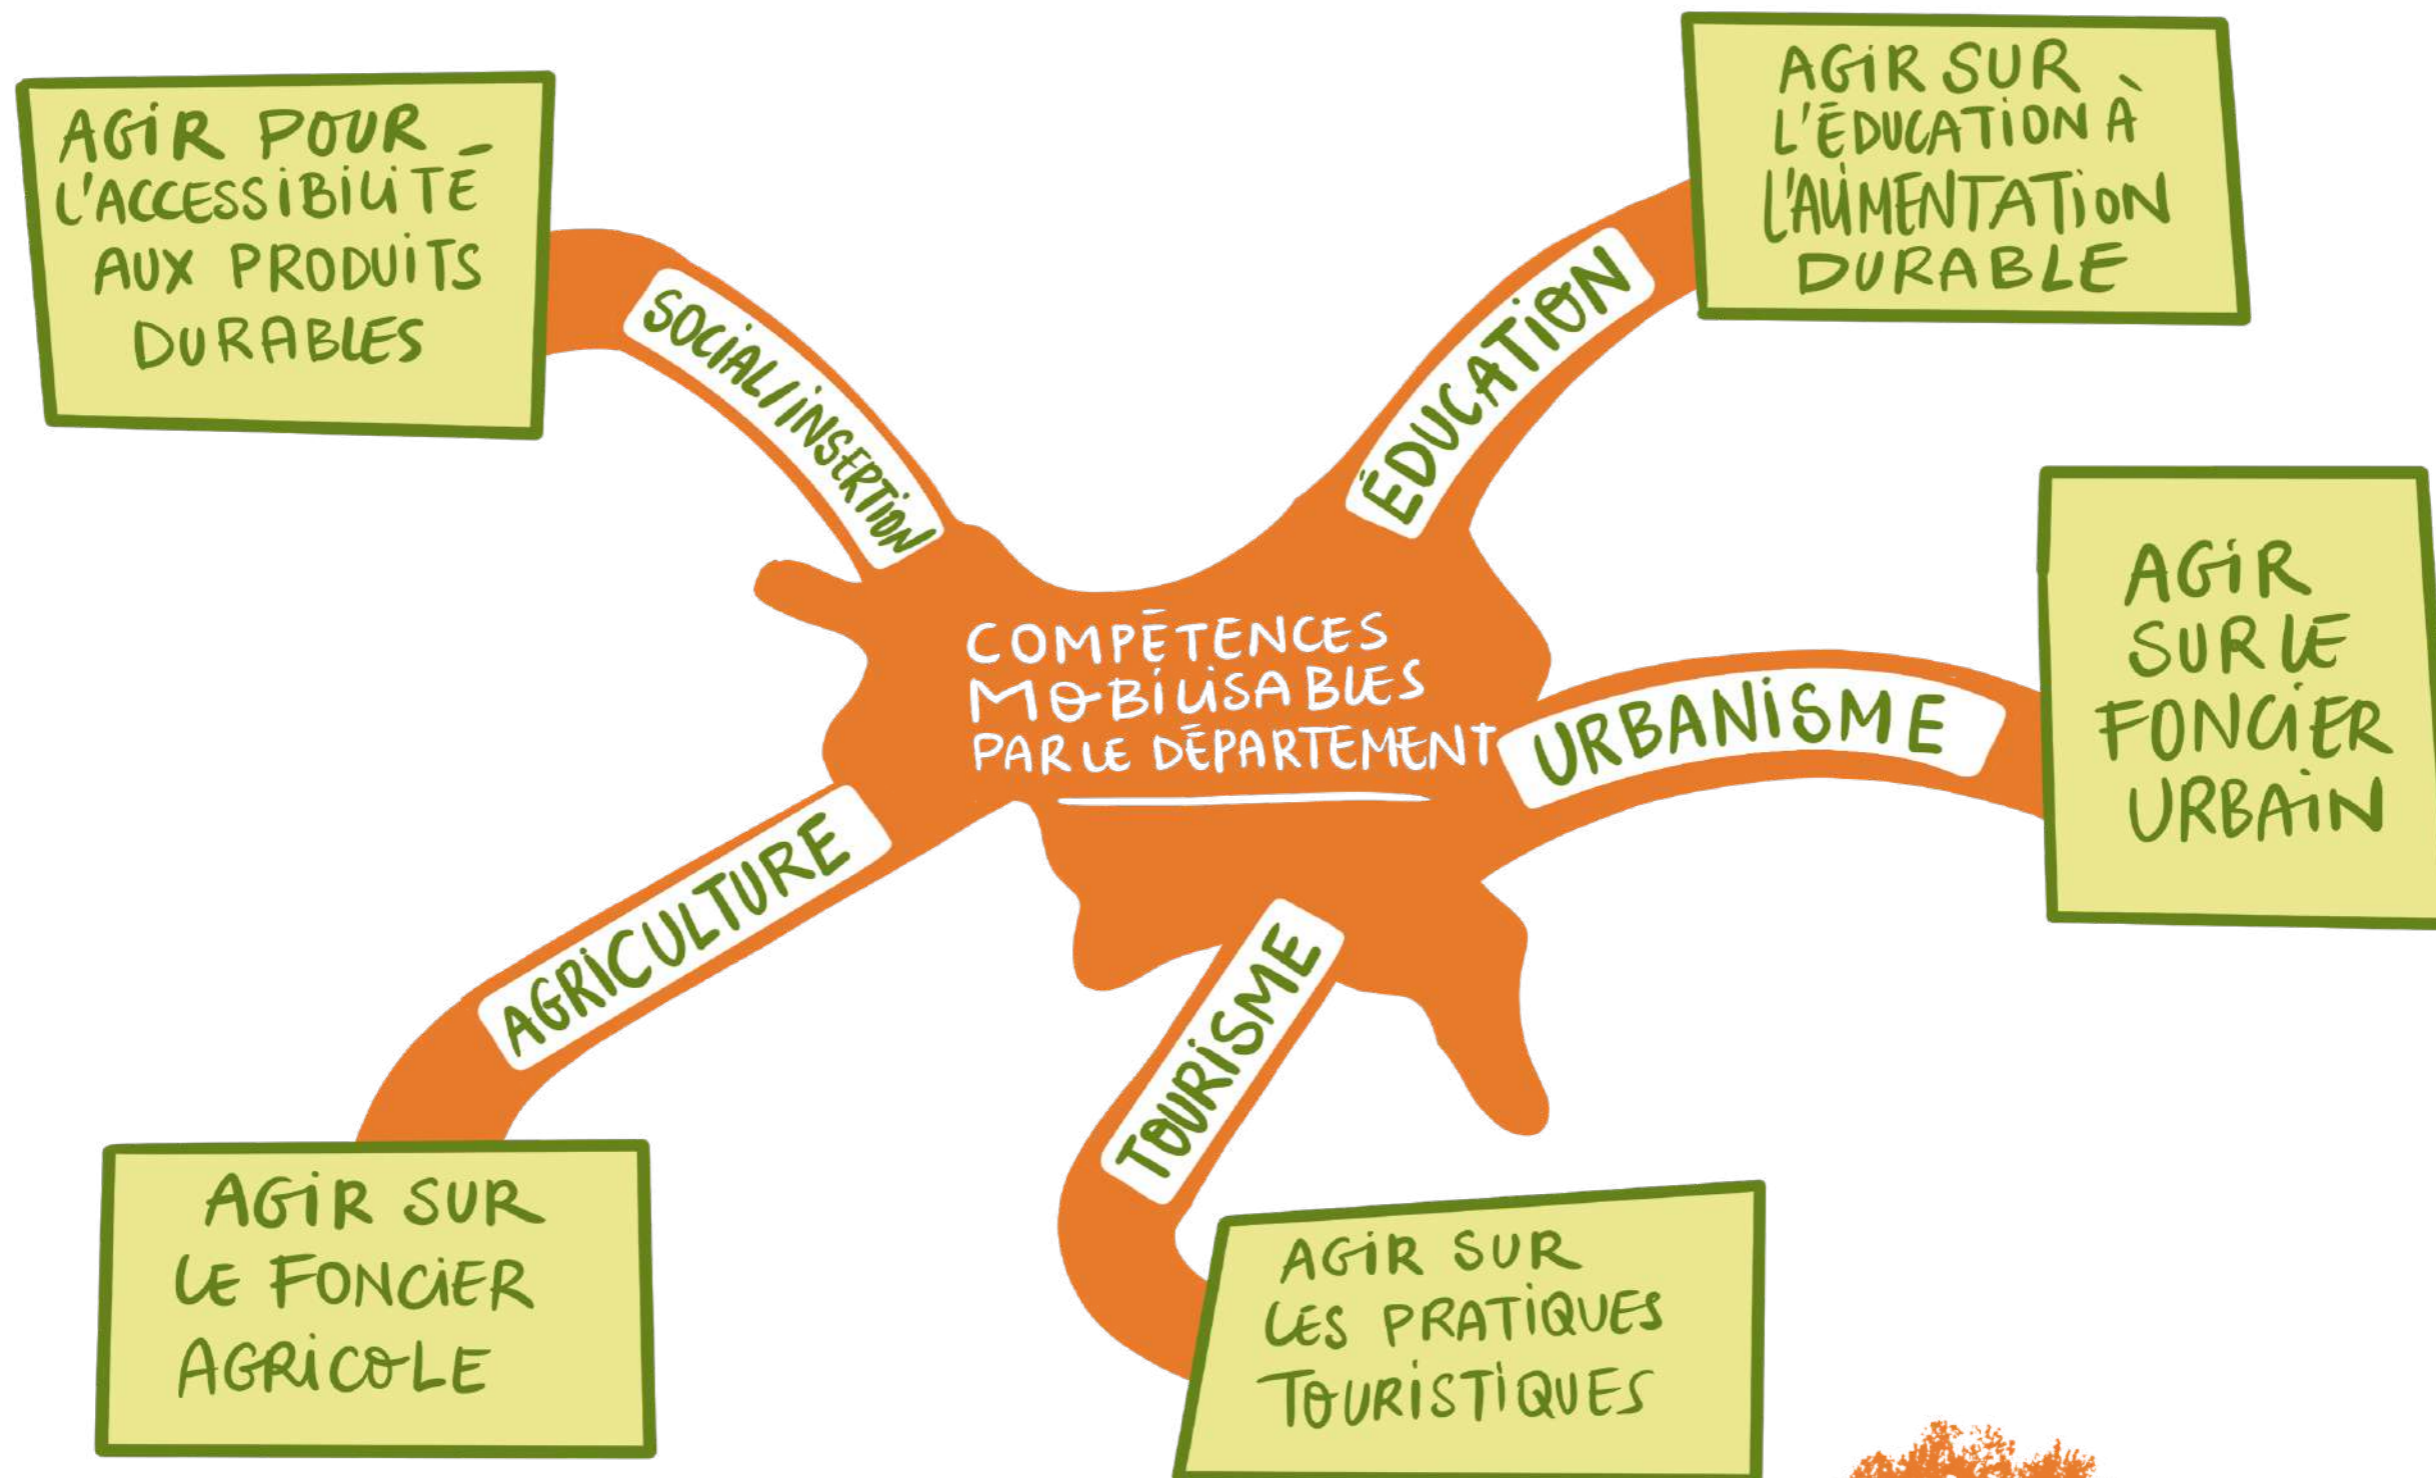 AGIR POUR
L'ACCESSIBILITÉ
AUX PRODUITS
DURABLES
SOCIAL/INSERTION
ÉDUCATION
AGIR SUR
L'ÉDUCATION À
L'ALIMENTATION
DURABLE
COMPÉTENCES
MOBILISABLES
PAR LE DÉPARTEMENT
URBANISME
AGIR
SUR LE
FONCIER
URBAIN
AGRICULTURE
AGIR SUR
LE FONCIER
AGRICOLE
TOURISME
AGIR SUR
LES PRATIQUES
TOURISTIQUES